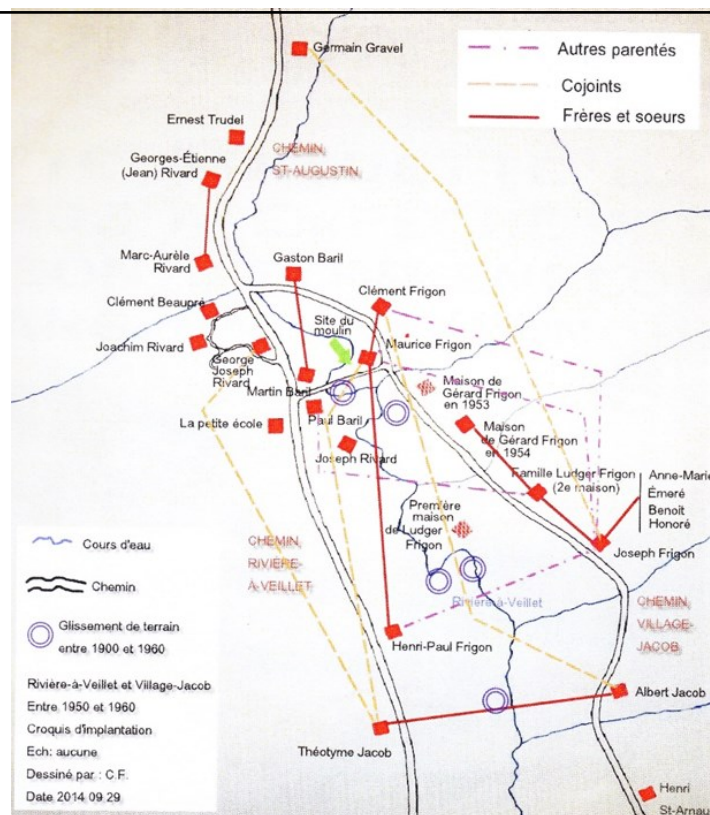 Germain Gravel
Autres parentés
Cojoints
Frères et soeurs
Ernest Trudel
Georges-Étienne
(Jean) Rivard
CHEMIN
ST-AUGUSTIN
Marc-Aurèle
Rivard
Gaston Baril
Clément Beaupré
Clément Frigon
Site du
moulin
Joachim Rivard
George
Joseph
Rivard
Maurice Frigon
Martin Baril
Maison de
Gérard Frigon
en 1953
Paul Baril
La petite école
Maison
de Gérard Frigon
en 1954
Joseph Rivard
Famille Ludger Frigon
(2e maison)
Anne-Marie
Émeré
Benoit
Honoré
Première
maison
de Ludger
Frigon
Joseph Frigon
CHEMIN
RIVIÈRE-
À-VEILLET
Rivière-à-Veillet
CHEMIN
VILLAGE-
JACOB
Henri-Paul Frigon
Albert Jacob
Théotyme Jacob
Henri
St-Arnau
Cours d'eau
Chemin
Glissement de terrain
entre 1900 et 1960
Rivière-à-Veillet et Village-Jacob
Entre 1950 et 1960
Croquis d'implantation
Ech: aucune
Dessiné par : C.F.
Date 2014 09 29